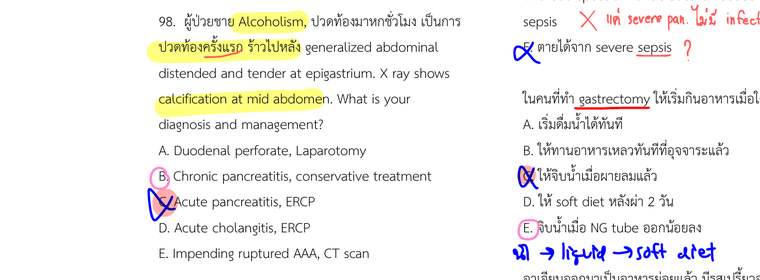 98. ผู้ป่วยชาย Alcoholism, ปวดท้องมาหกชั่วโมง เป็นการ
ปวดท้องครั้งแรก ร้าวไปหลัง generalized abdominal
distended and tender at epigastrium. X ray shows
calcification at mid abdomen. What is your
diagnosis and management?
A. Duodenal perforate, Laparotomy
B. Chronic pancreatitis, conservative treatment
C. Acute pancreatitis, ERCP
D. Acute cholangitis, ERCP
E. Impending ruptured AAA, CT scan
sepsis X แต่ severe pan. ไม่มี infect
E. ตายได้จาก severe sepsis ?
ในคนที่ทำ gastrectomy ให้เริ่มกินอาหารเมื่อใ
A. เริ่มดื่มน้ำได้ทันที
B. ให้ทานอาหารเหลวทันทีที่อุจจาระแล้ว
C. ให้จิบน้ำเมื่อผายลมแล้ว
D. ให้ soft diet หลังผ่า 2 วัน
E. จิบน้ำเมื่อ NG tube ออกน้อยลง
น้ำ → liquid → soft diet